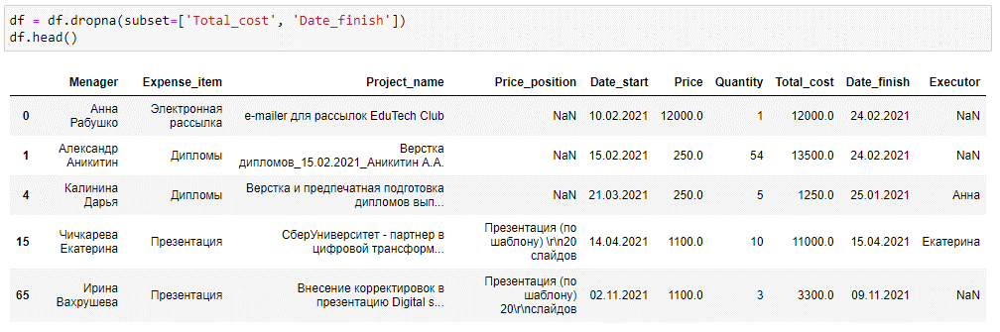 df = df.dropna(subset=['Total_cost', 'Date_finish'])
df.head()
Menager Expense_item Project_name Price_position Date_start Price Quantity Total_cost Date_finish Executor
0 Анна Рабушко Электронная рассылка e-mailer для рассылок EduTech Club NaN 10.02.2021 12000.0 1 12000.0 24.02.2021 NaN
1 Александр Аникитин Дипломы Верстка дипломов_15.02.2021_Аникитин А.А. NaN 15.02.2021 250.0 54 13500.0 24.02.2021 NaN
4 Калинина Дарья Дипломы Верстка и предпечатная подготовка дипломов вып... NaN 21.03.2021 250.0 5 1250.0 25.01.2021 Анна
15 Чичкарева Екатерина Презентация СберУниверситет - партнер в цифровой трансформ... Презентация (по шаблону) \r\n20 слайдов 14.04.2021 1100.0 10 11000.0 15.04.2021 Екатерина
65 Ирина Вахрушева Презентация Внесение корректировок в презентацию Digital s... Презентация (по шаблону) 20\r\nслайдов 02.11.2021 1100.0 3 3300.0 09.11.2021 NaN